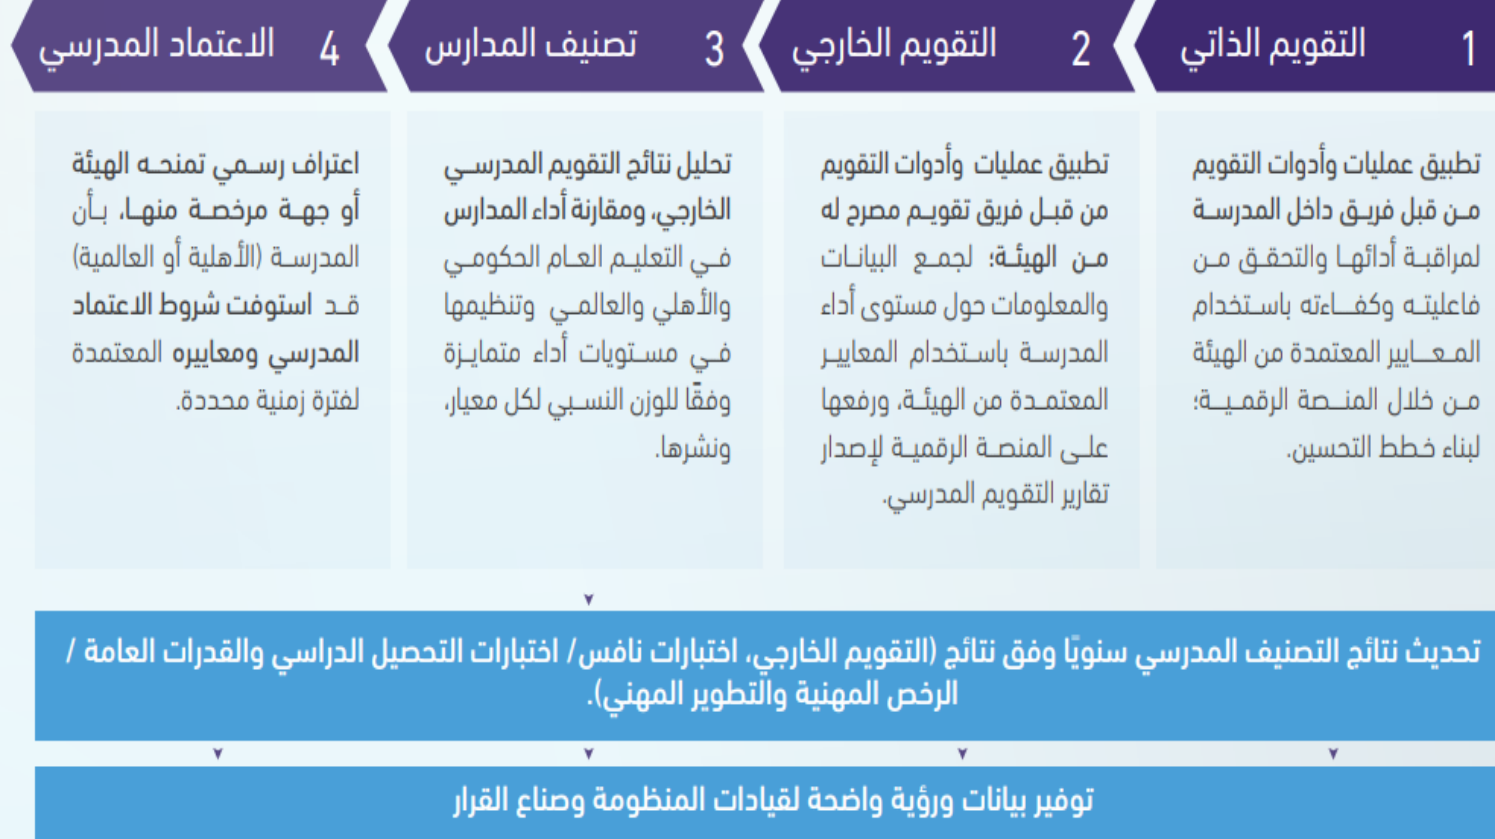 1 التقويم الذاتي
تطبيق عمليات وأدوات التقويم
من قبل فريق داخل المدرسة
لمراقبة أدائها والتحقق من
فاعليته وكفاءته باستخدام
المعايير المعتمدة من الهيئة
من خلال المنصة الرقمية؛
لبناء خطط التحسين.
2 التقويم الخارجي
تطبيق عمليات وأدوات التقويم
من قبل فريق تقويم مصرح له
من الهيئة؛ لجمع البيانات
والمعلومات حول مستوى أداء
المدرسة باستخدام المعايير
المعتمدة من الهيئة، ورفعها
على المنصة الرقمية لإصدار
تقارير التقويم المدرسي.
3 تصنيف المدارس
تحليل نتائج التقويم المدرسي
الخارجي، ومقارنة أداء المدارس
في التعليم العام الحكومي
والأهلي والعالمي وتنظيمها
في مستويات أداء متمايزة
وفقًا للوزن النسبي لكل معيار،
ونشرها.
4 الاعتماد المدرسي
اعتراف رسمي تمنحه الهيئة
أو جهة مرخصة منها، بأن
المدرسة (الأهلية أو العالمية)
قد استوفت شروط الاعتماد
المدرسي ومعاييره المعتمدة
لفترة زمنية محددة.
تحديث نتائج التصنيف المدرسي سنويًا وفق نتائج (التقويم الخارجي، اختبارات نافس/ اختبارات التحصيل الدراسي والقدرات العامة /
الرخص المهنية والتطوير المهني).
توفير بيانات ورؤية واضحة لقيادات المنظومة وصناع القرار